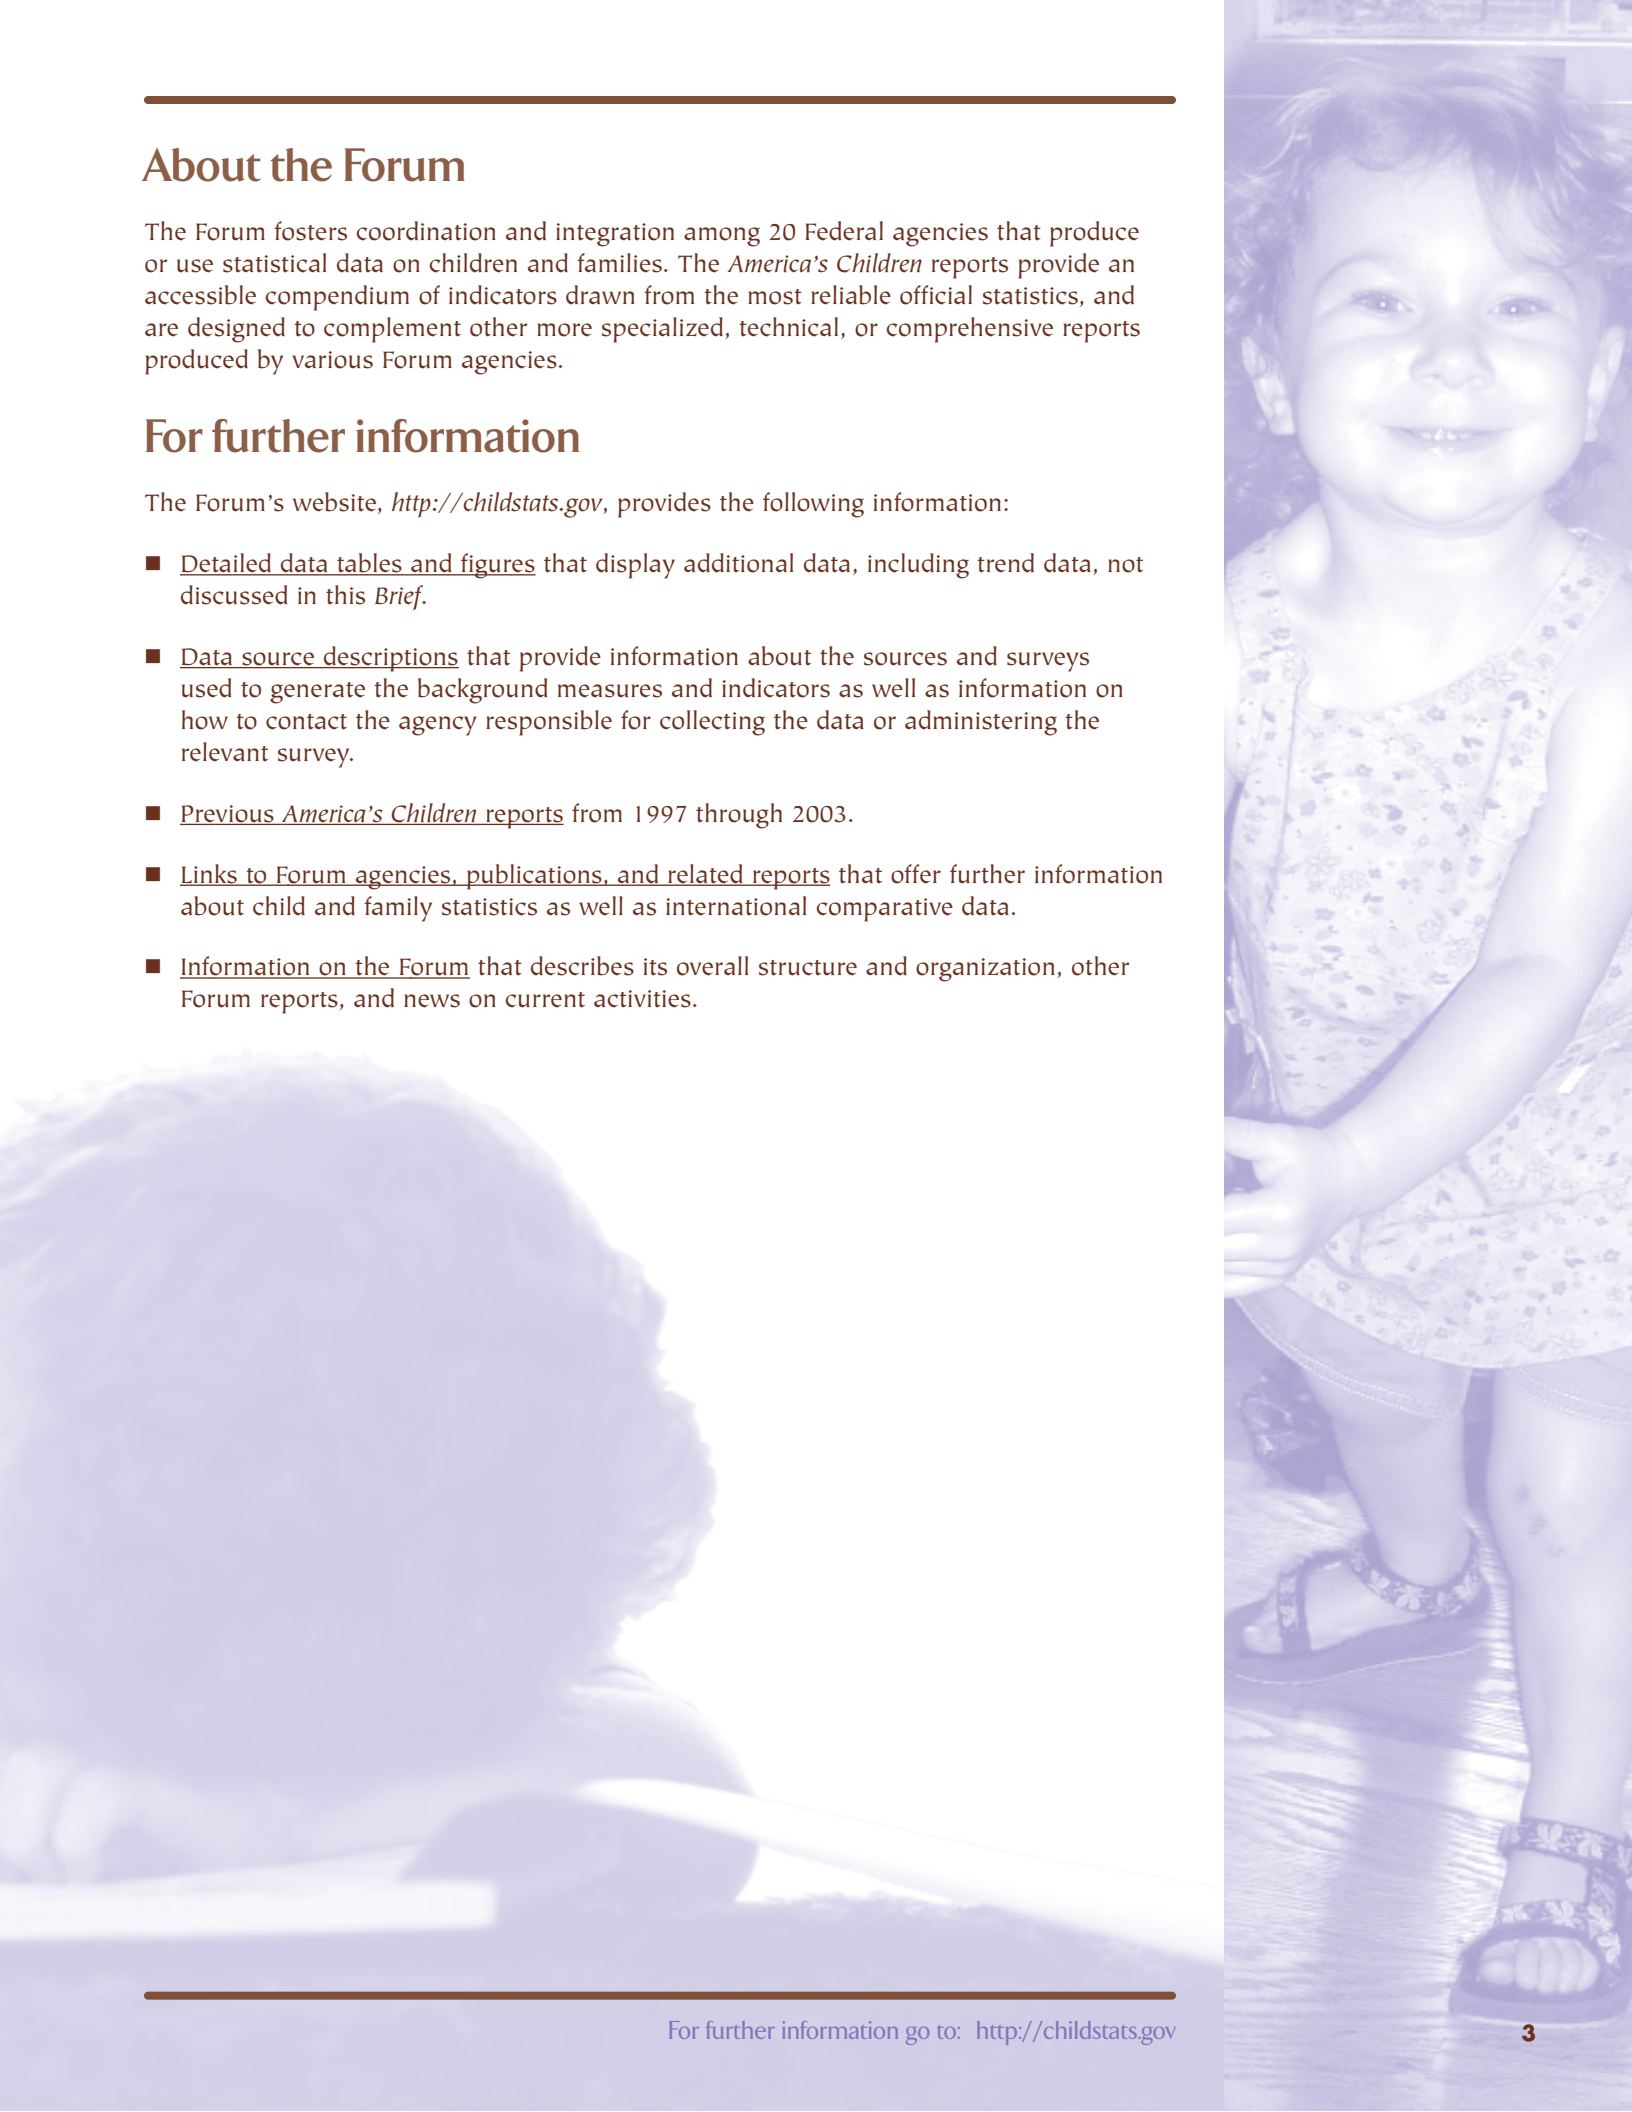 About the Forum
The Forum fosters coordination and integration among 20 Federal agencies that produce
or use statistical data on children and families. The America's Children reports provide an
accessible compendium of indicators drawn from the most reliable official statistics, and
are designed to complement other more specialized, technical, or comprehensive reports
produced by various Forum agencies.
For further information
The Forum's website, http://childstats.gov, provides the following information:
■ Detailed data tables and figures that display additional data, including trend data, not
discussed in this Brief.
■ Data source descriptions that provide information about the sources and surveys
used to generate the background measures and indicators as well as information on
how to contact the agency responsible for collecting the data or administering the
relevant survey.
■ Previous America's Children reports from 1997 through 2003.
■ Links to Forum agencies, publications, and related reports that offer further information
about child and family statistics as well as international comparative data.
■ Information on the Forum that describes its overall structure and organization, other
Forum reports, and news on current activities.
For further information go to: http://childstats.gov
3